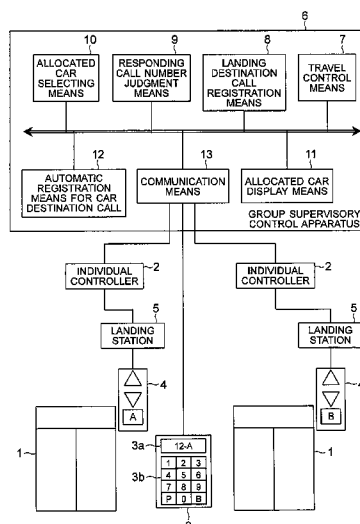 6
10
9
8
7
ALLOCATED
CAR
SELECTING
MEANS
RESPONDING
CALL NUMBER
JUDGMENT
MEANS
LANDING
DESTINATION
CALL
REGISTRATION
MEANS
TRAVEL
CONTROL
MEANS
12
13
11
AUTOMATIC
REGISTRATION
MEANS FOR CAR
DESTINATION CALL
COMMUNICATION
MEANS
ALLOCATED CAR
DISPLAY MEANS
GROUP SUPERVISORY
CONTROL APPARATUS
2
2
INDIVIDUAL
CONTROLLER
INDIVIDUAL
CONTROLLER
5
5
LANDING
STATION
LANDING
STATION
4
4
A
B
3a
12-A
3b
1 2 3
4 5 6
7 8 9
P 0 B
1
1